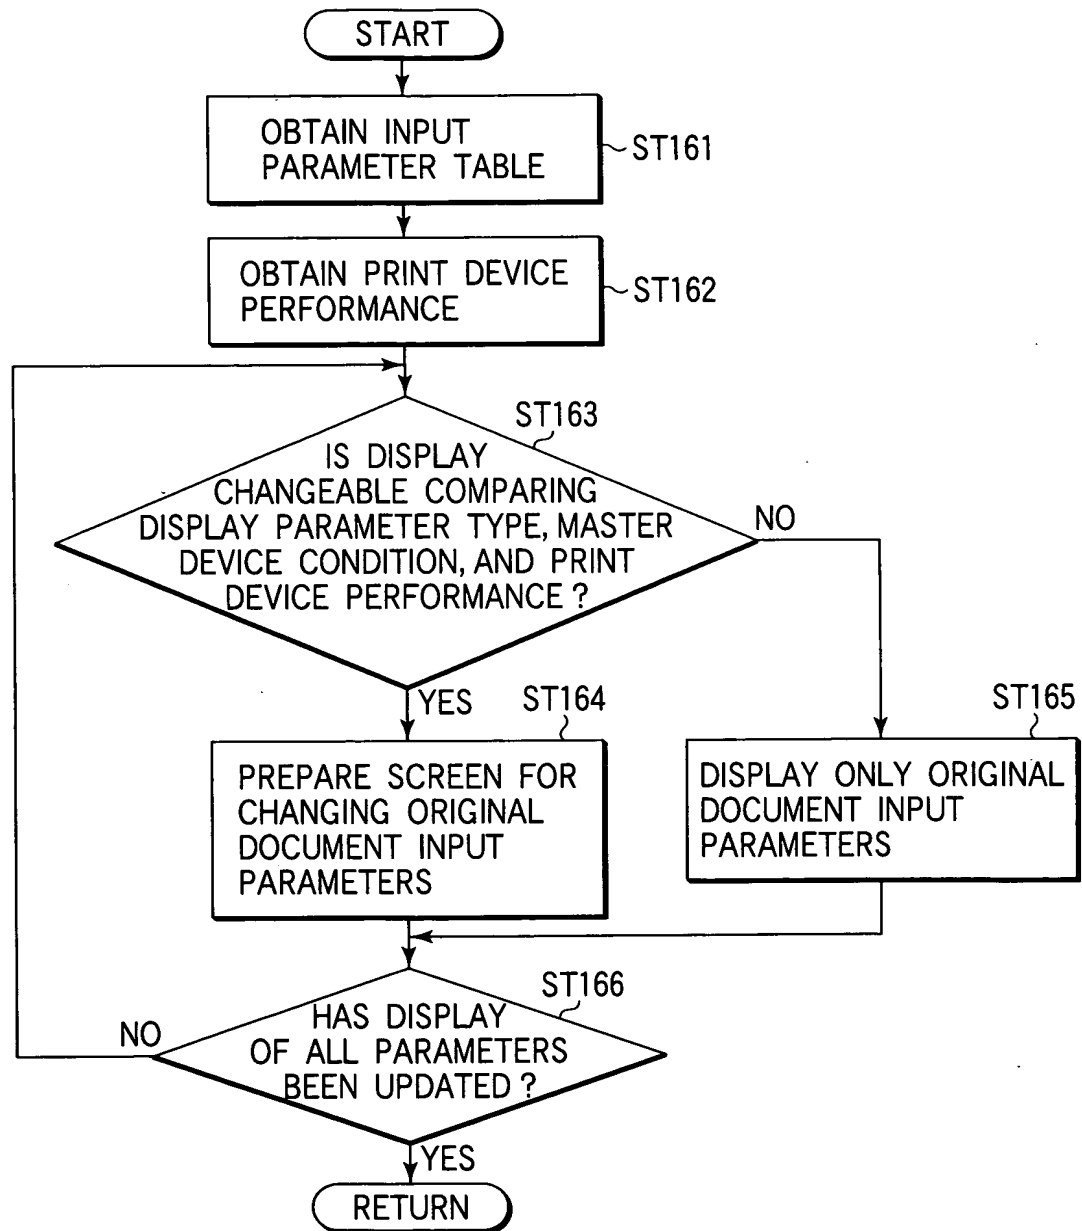 START
OBTAIN INPUT
PARAMETER TABLE
ST161
OBTAIN PRINT DEVICE
PERFORMANCE
ST162
ST163
IS DISPLAY
CHANGEABLE COMPARING
DISPLAY PARAMETER TYPE, MASTER
DEVICE CONDITION, AND PRINT
DEVICE PERFORMANCE?
NO
YES
ST164
PREPARE SCREEN FOR
CHANGING ORIGINAL
DOCUMENT INPUT
PARAMETERS
ST165
DISPLAY ONLY ORIGINAL
DOCUMENT INPUT
PARAMETERS
ST166
HAS DISPLAY
OF ALL PARAMETERS
BEEN UPDATED?
NO
YES
RETURN